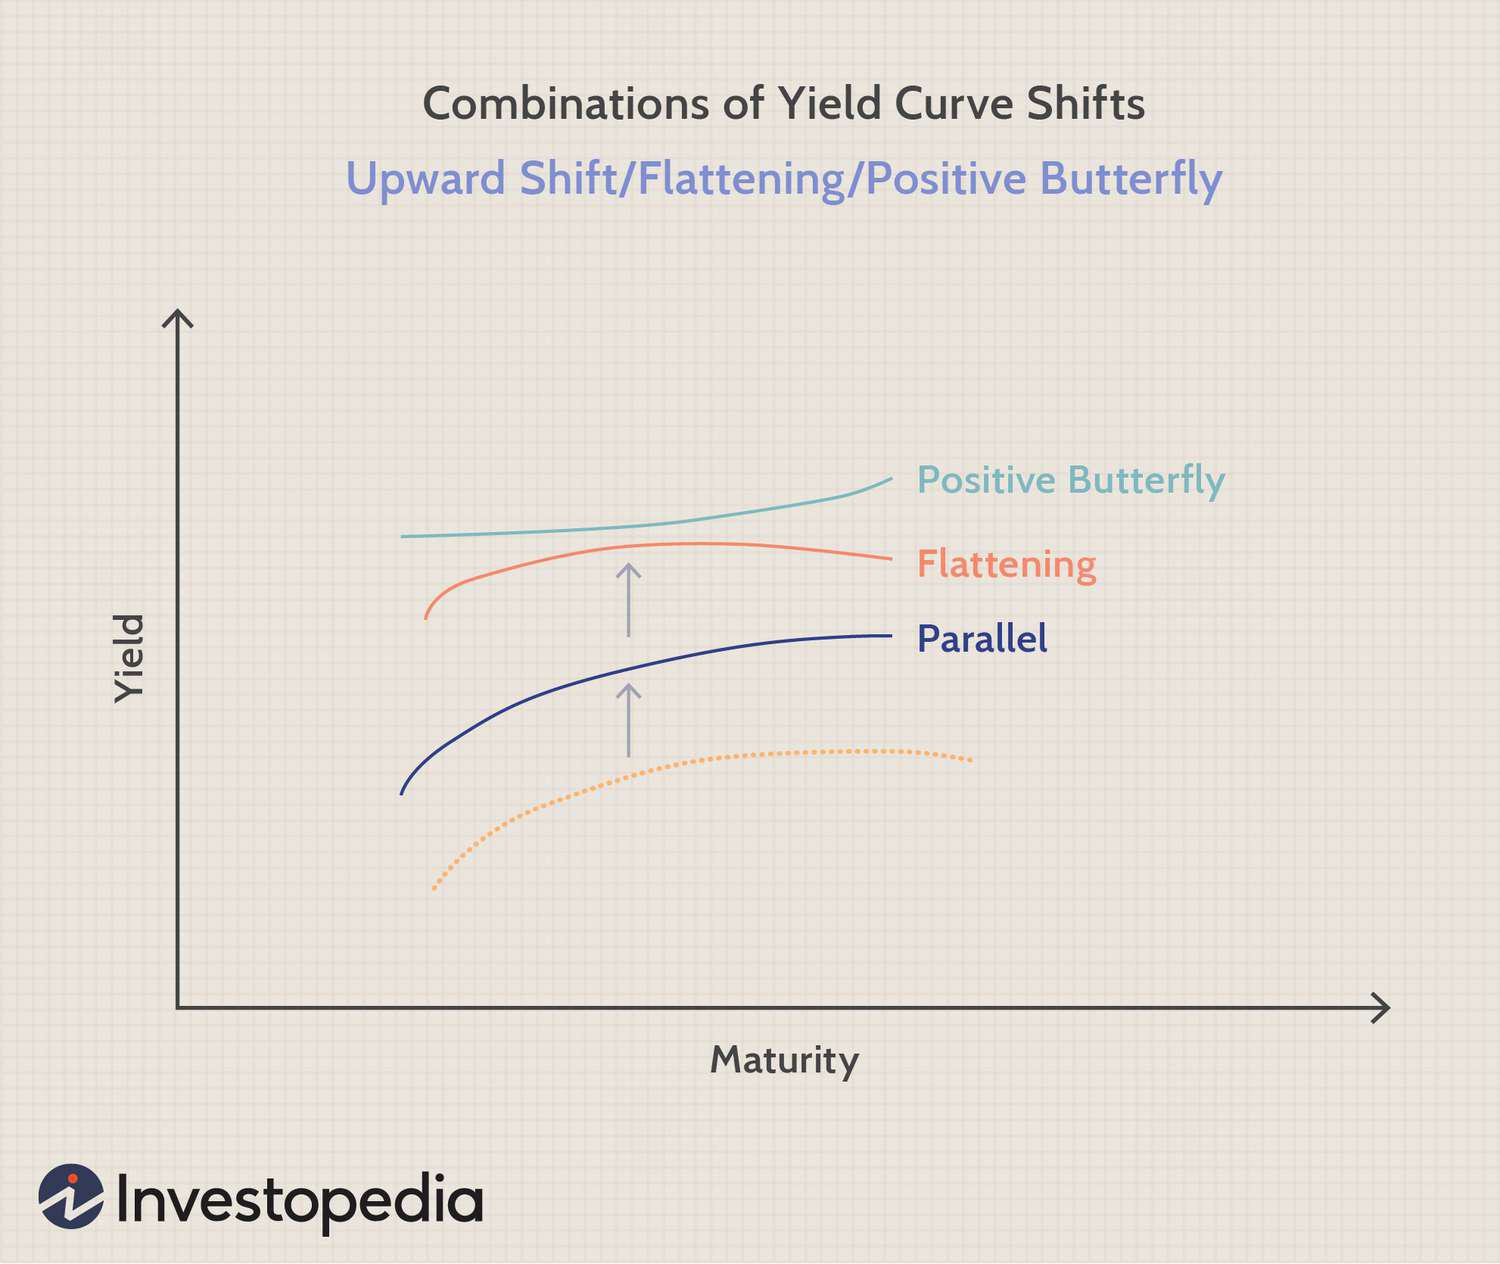 Combinations of Yield Curve Shifts
Upward Shift/Flattening/Positive Butterfly
Positive Butterfly
Flattening
Parallel
Yield
Maturity
Investopedia